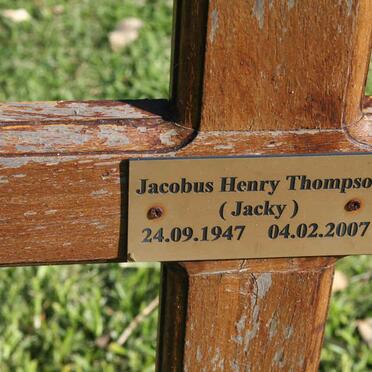 Jacobus Henry Thompso
( Jacky )
24.09.1947 04.02.2007